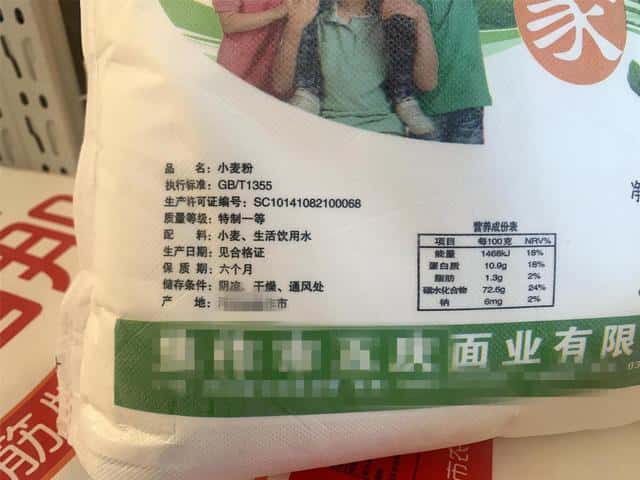 家
品 名：小麦粉
执行标准：GB/T1355
生产许可证编号：SC10141082100068
质量等级：特制一等
配 料：小麦、生活饮用水
生产日期：见合格证
保 质 期：六个月
储存条件：阴凉、干燥、通风处
产 地：市
净
营养成份表
项目 每100克 NRV%
能量 1468kJ 18%
蛋白质 10.9g 18%
脂肪 1.3g 2%
碳水化合物 72.6g 24%
钠 6mg 2%
面业有限
筋
市农